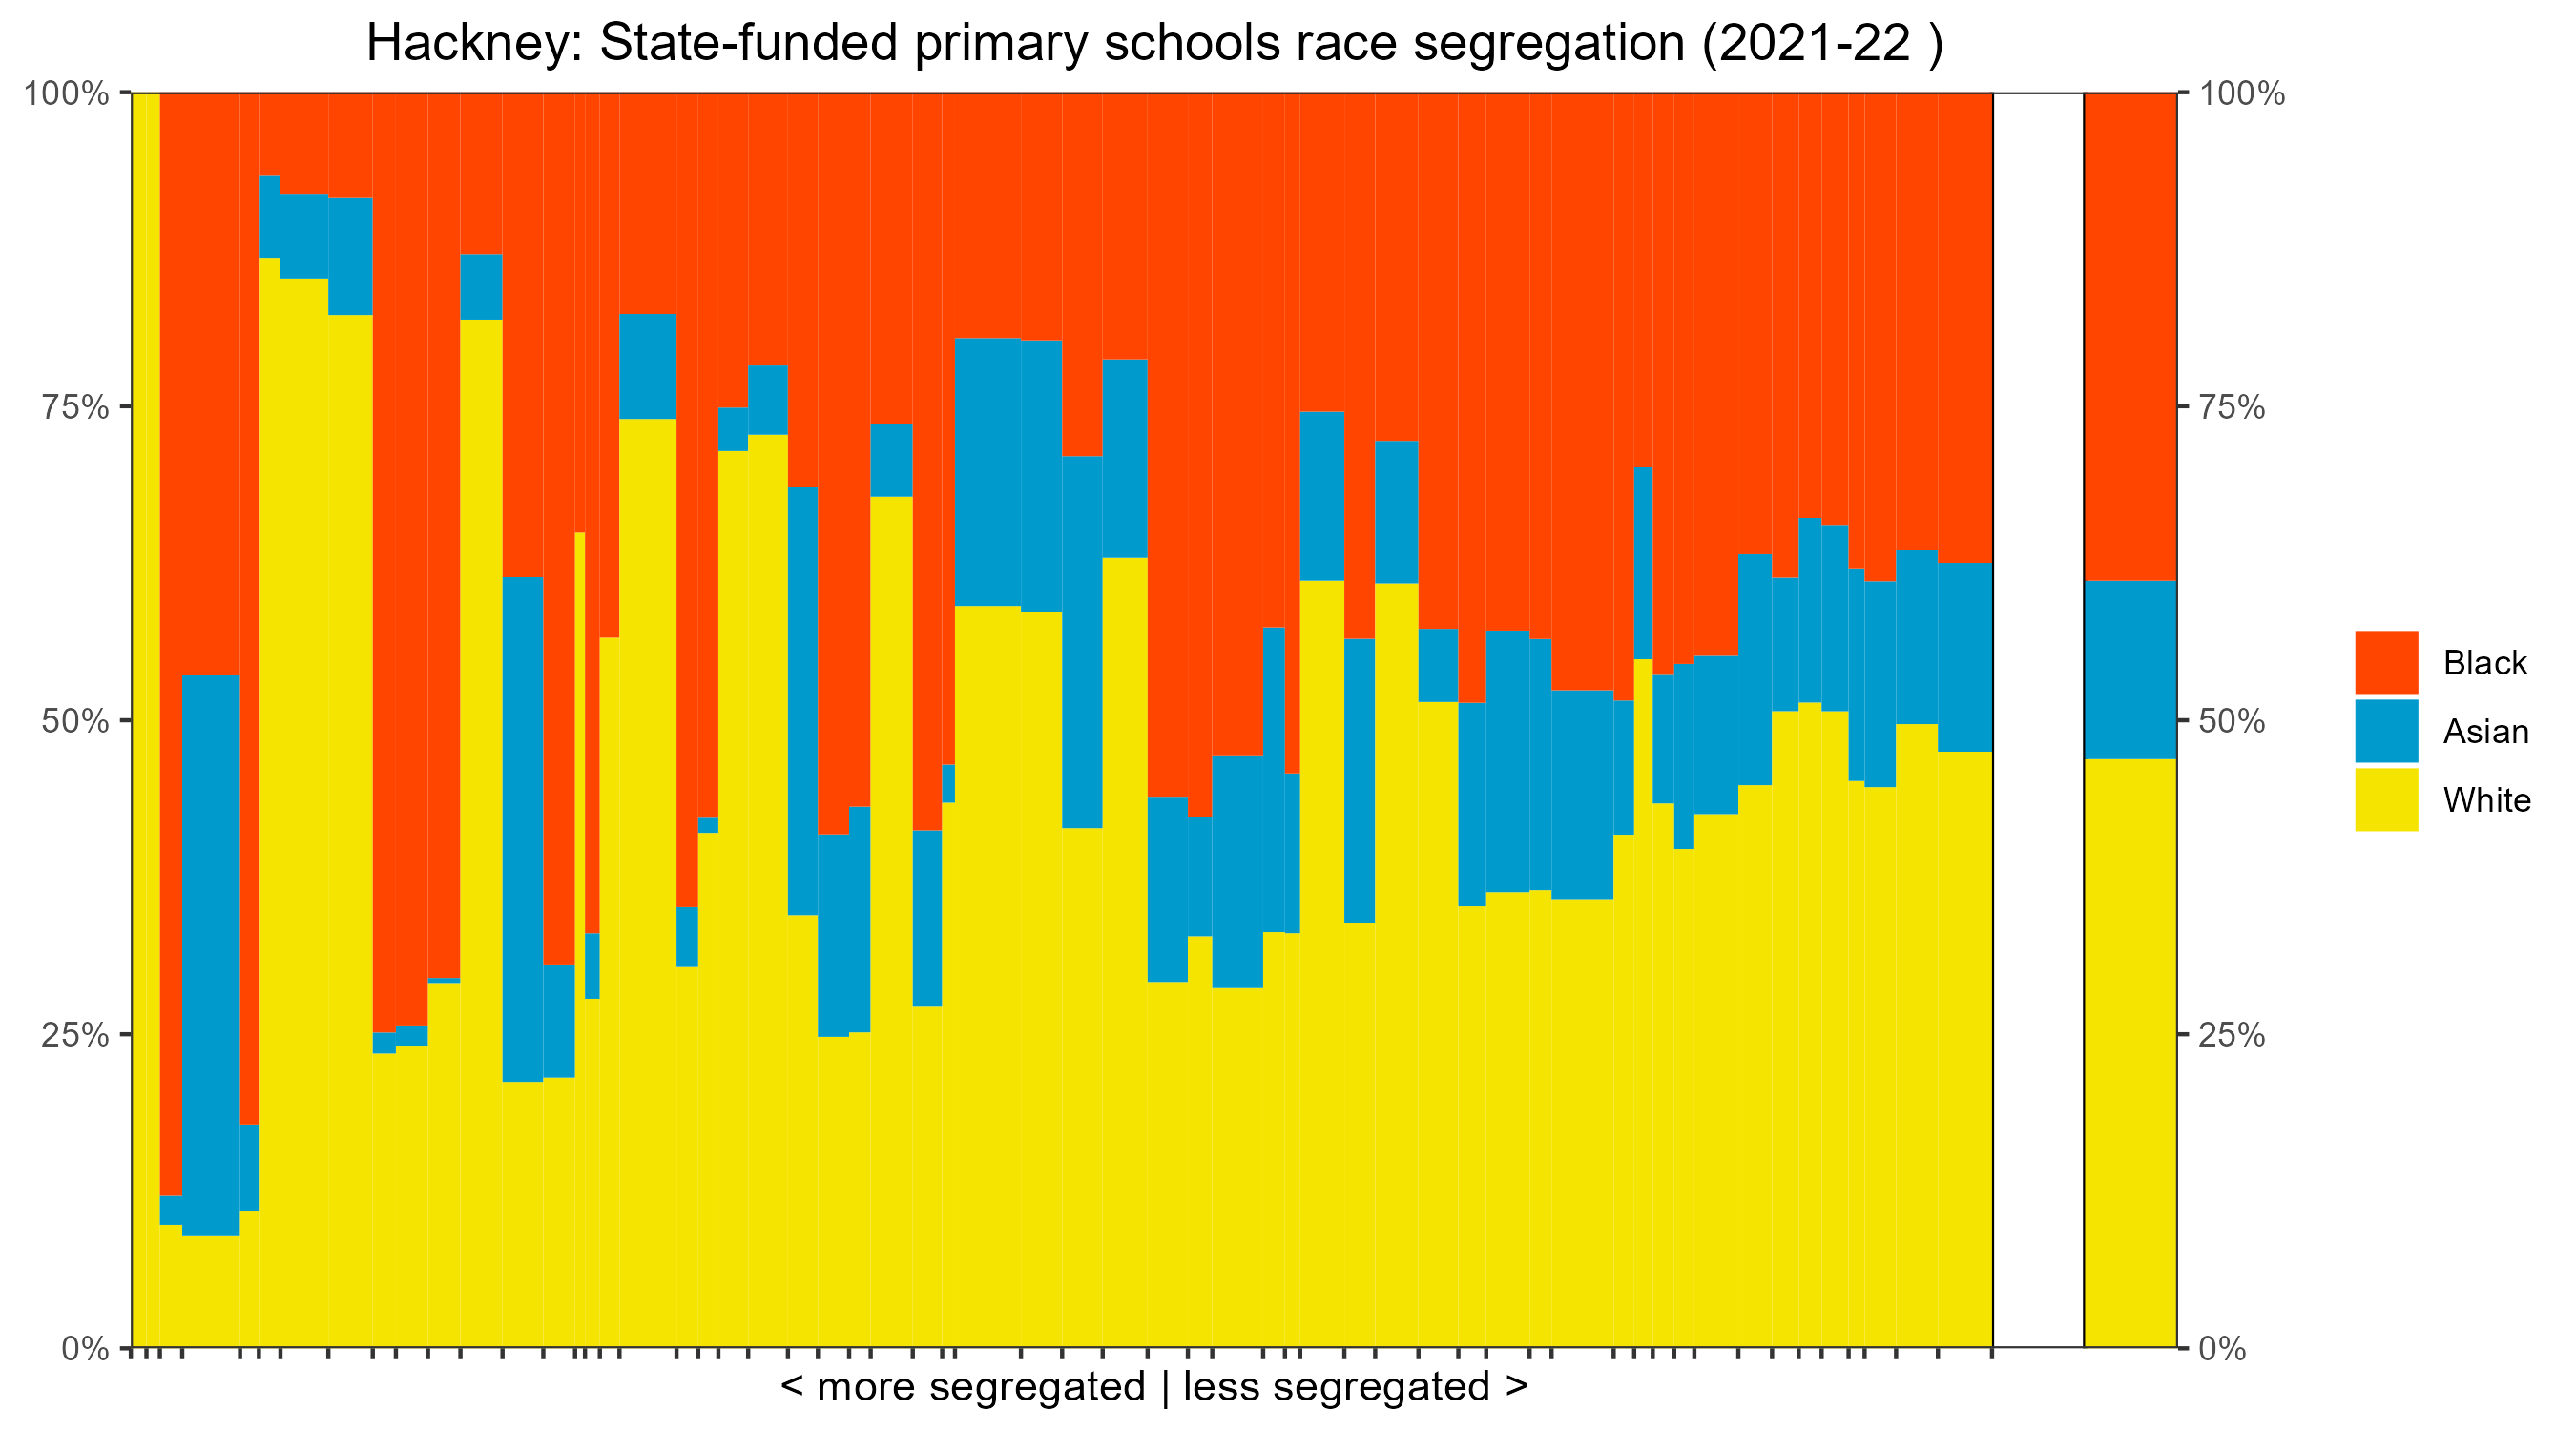 Hackney: State-funded primary schools race segregation (2021-22 )
100%
75%
50%
25%
0%
100%
75%
50%
25%
0%
Black
Asian
White
< more segregated | less segregated >